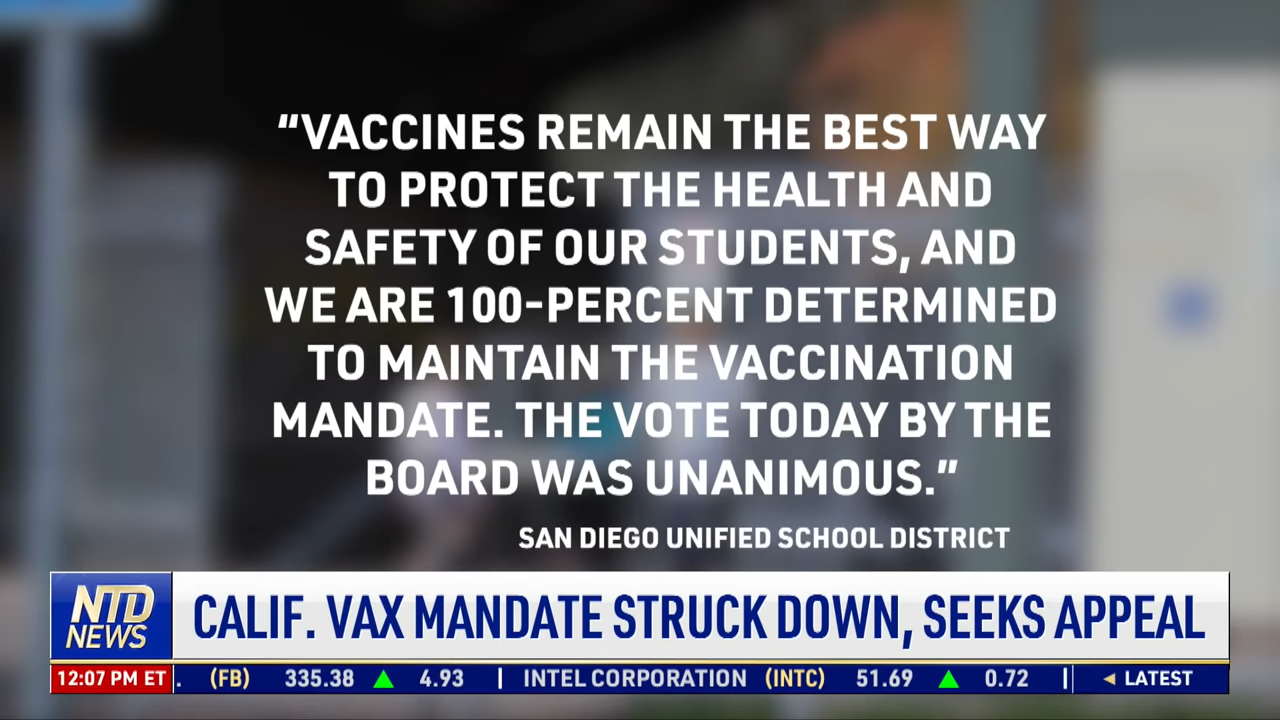 “VACCINES REMAIN THE BEST WAY
TO PROTECT THE HEALTH AND
SAFETY OF OUR STUDENTS, AND
WE ARE 100-PERCENT DETERMINED
TO MAINTAIN THE VACCINATION
MANDATE. THE VOTE TODAY BY THE
BOARD WAS UNANIMOUS.”
SAN DIEGO UNIFIED SCHOOL DISTRICT
NTD
NEWS
CALIF. VAX MANDATE STRUCK DOWN, SEEKS APPEAL
12:07 PM ET . (FB) 335.38 ▲ 4.93 | INTEL CORPORATION (INTC) 51.69 ▲ 0.72 | ◄ LATEST